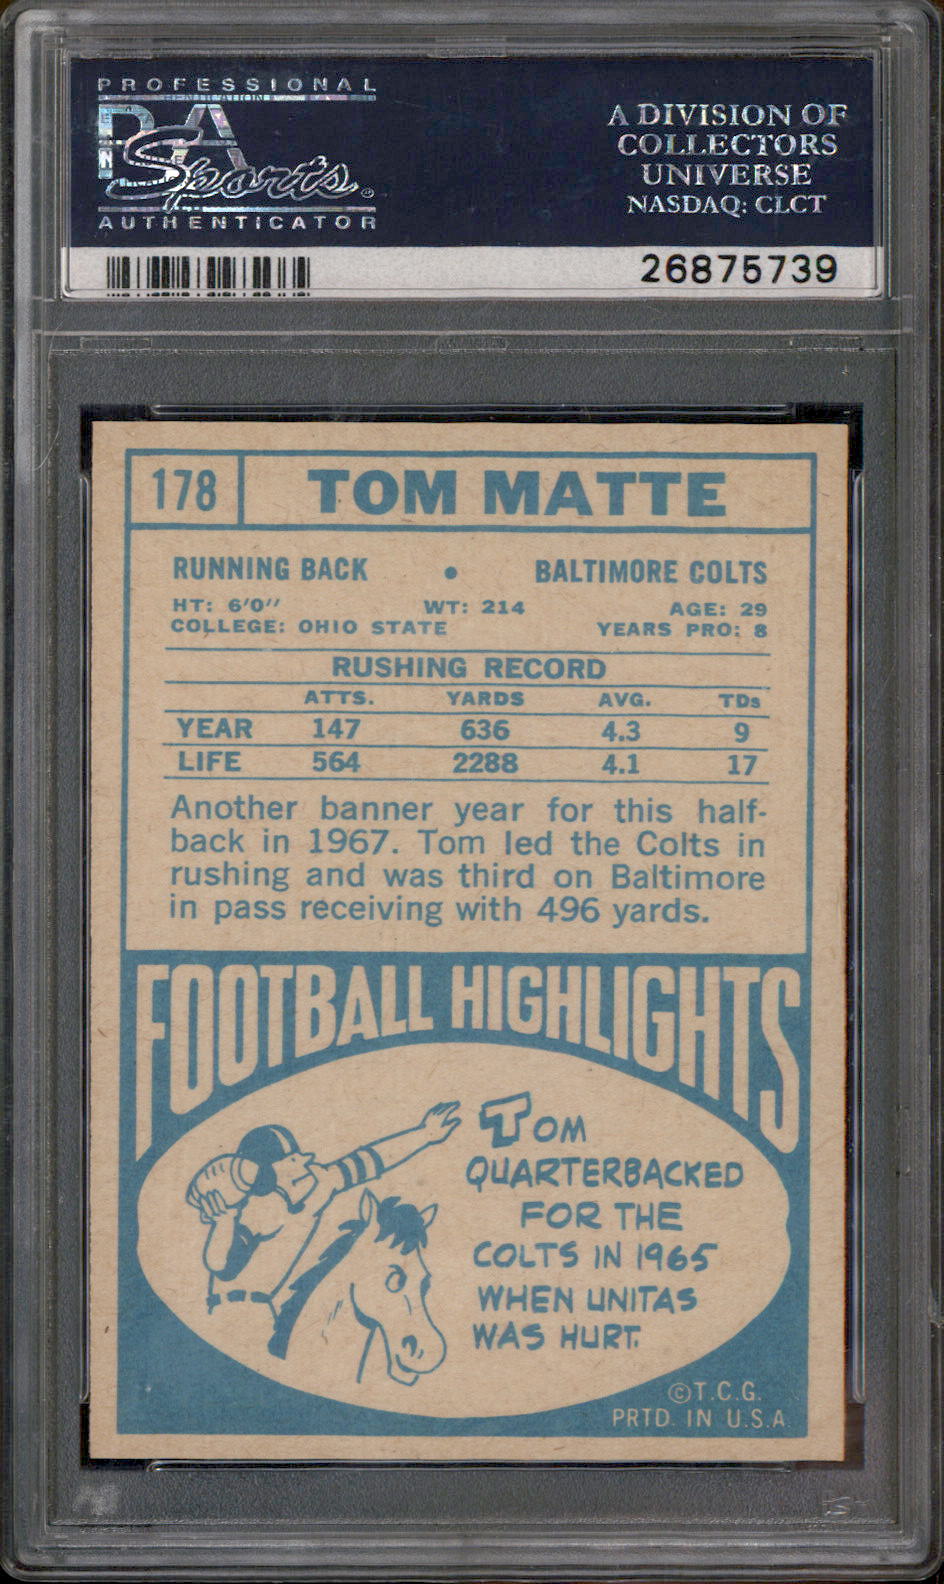 PROFESSIONAL
PSA
Sports®
AUTHENTICATOR
A DIVISION OF
COLLECTORS
UNIVERSE
NASDAQ: CLCT
26875739
178 TOM MATTE
RUNNING BACK • BALTIMORE COLTS
HT: 6'0'' WT: 214 AGE: 29
COLLEGE: OHIO STATE YEARS PRO: 8
RUSHING RECORD
ATTS. YARDS AVG. TDs
YEAR 147 636 4.3 9
LIFE 564 2288 4.1 17
Another banner year for this half-
back in 1967. Tom led the Colts in
rushing and was third on Baltimore
in pass receiving with 496 yards.
FOOTBALL HIGHLIGHTS
TOM
QUARTERBACKED
FOR THE
COLTS IN 1965
WHEN UNITAS
WAS HURT.
©T.C.G.
PRTD. IN U.S.A.